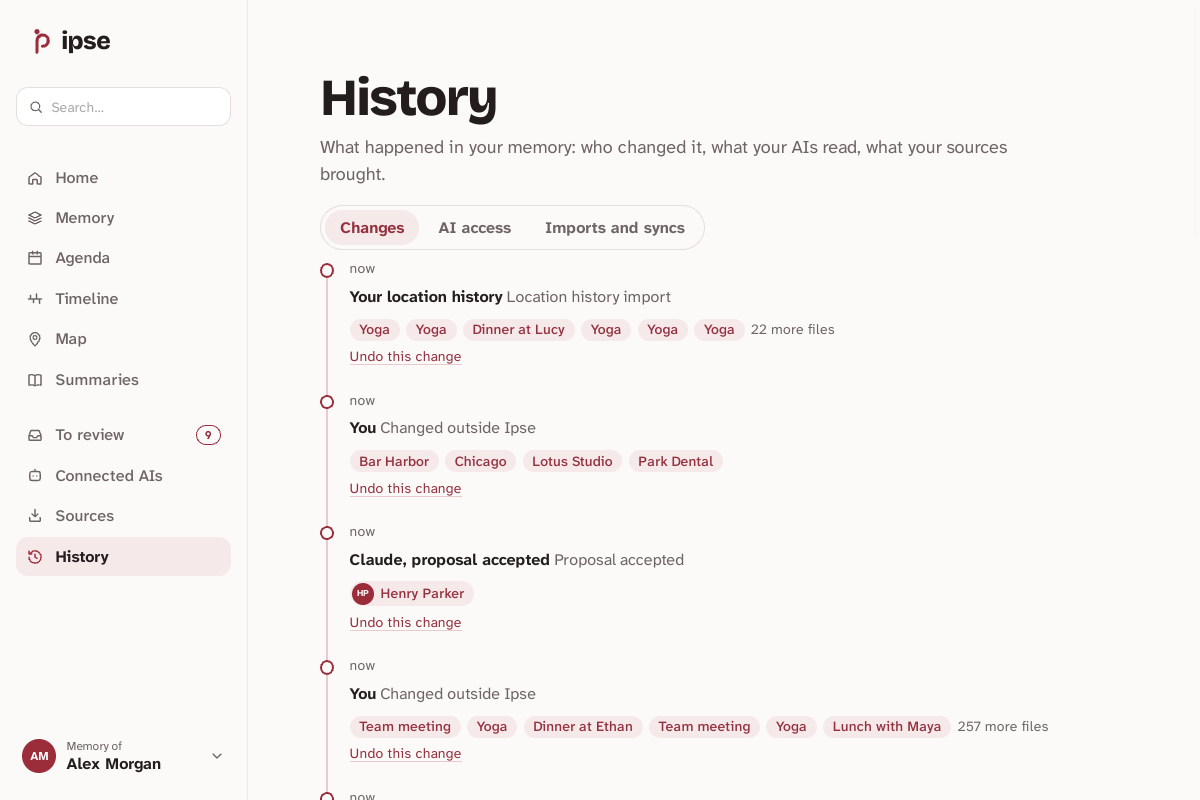 ipse
Search...
Home
Memory
Agenda
Timeline
Map
Summaries
To review 9
Connected AIs
Sources
History
AM
Memory of
Alex Morgan
History
What happened in your memory: who changed it, what your AIs read, what your sources
brought.
Changes AI access Imports and syncs
now
Your location history Location history import
Yoga Yoga Dinner at Lucy Yoga Yoga Yoga 22 more files
Undo this change
now
You Changed outside Ipse
Bar Harbor Chicago Lotus Studio Park Dental
Undo this change
now
Claude, proposal accepted Proposal accepted
HP Henry Parker
Undo this change
now
You Changed outside Ipse
Team meeting Yoga Dinner at Ethan Team meeting Yoga Lunch with Maya 257 more files
Undo this change
now